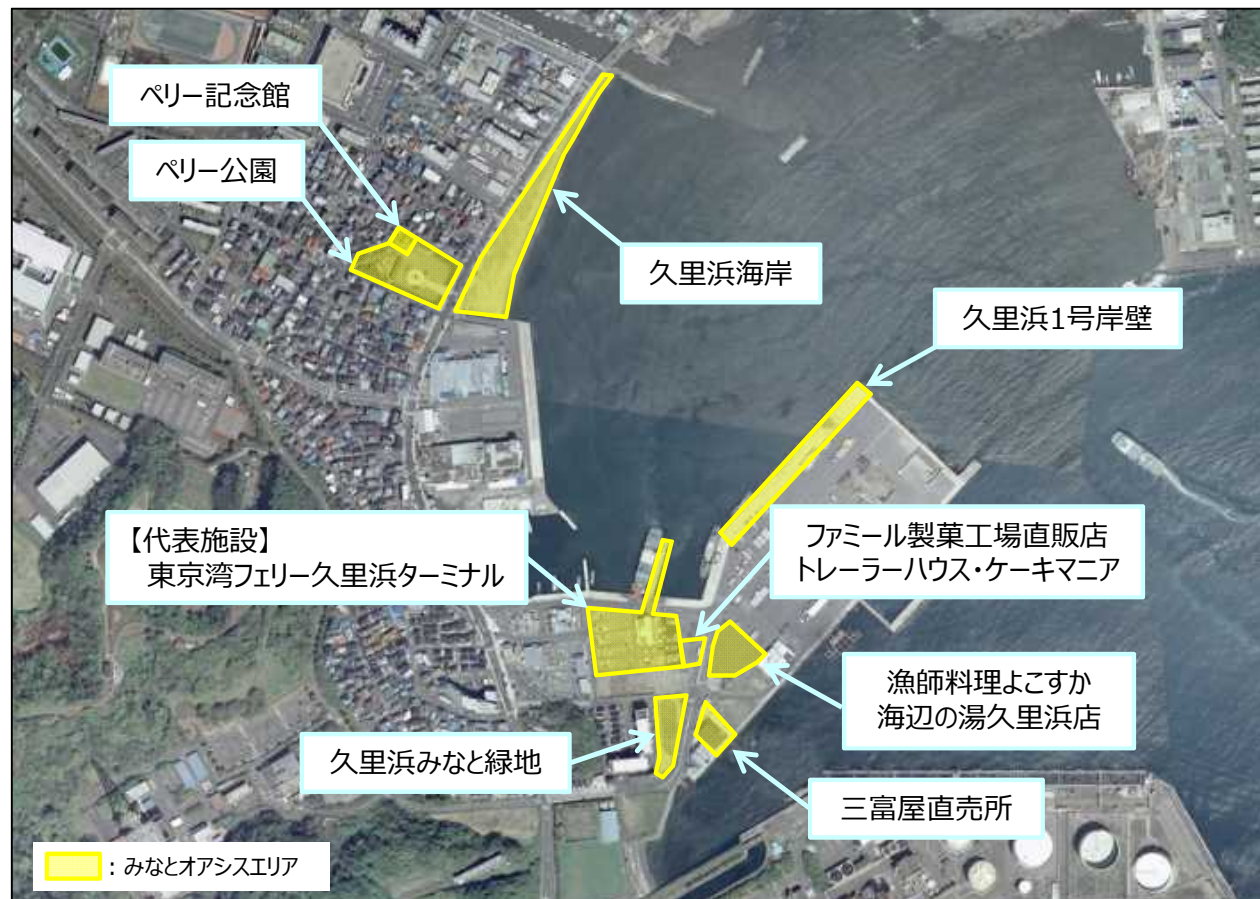 ペリー記念館
ペリー公園
久里浜海岸
久里浜1号岸壁
【代表施設】
東京湾フェリー久里浜ターミナル
ファミール製菓工場直販店
トレーラーハウス・ケーキマニア
漁師料理よこすか
海辺の湯久里浜店
久里浜みなと緑地
三富屋直売所
：みなとオアシスエリア